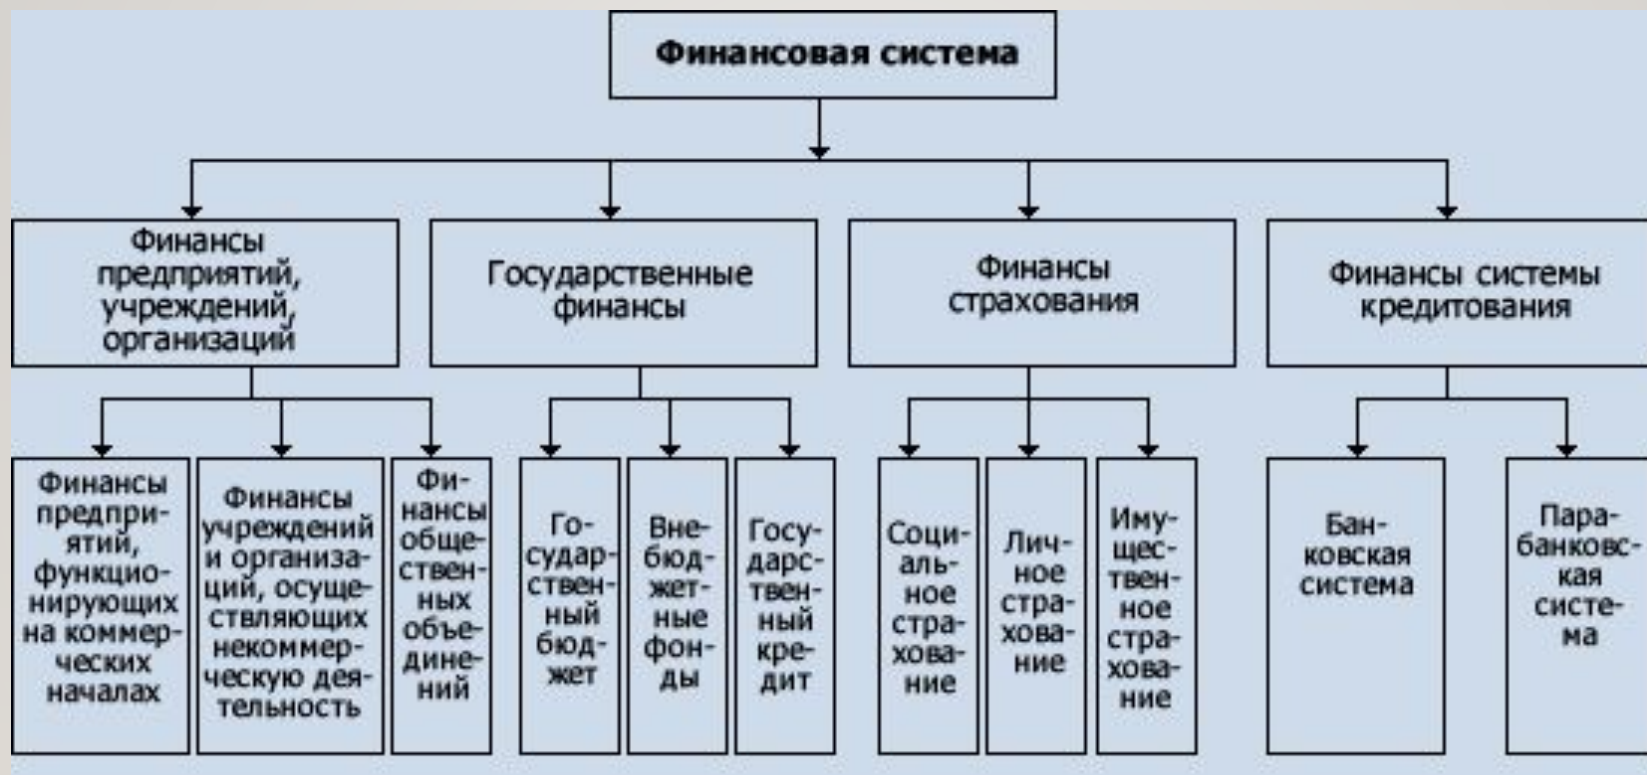 Финансовая система
Финансы
предприятий,
учреждений,
организаций
Государственные
финансы
Финансы
страхования
Финансы системы
кредитования
Финансы
предпри-
ятий,
функцио-
нирующих
на коммер-
ческих
началах
Финансы
учреждений
и организа-
ций, осуще-
ствляющих
некоммер-
ческую дея-
тельность
Фи-
нансы
обще-
ствен-
ных
объе-
дине-
ний
Го-
судар-
ствен-
ный
бюд-
жет
Вне-
бюд-
жет-
ные
фон-
ды
Госу-
дарс-
твен-
ный
кре-
дит
Соци-
аль-
ное
стра-
хова-
ние
Лич-
ное
стра-
хова-
ние
Иму-
щес-
твен-
ное
стра-
хова-
ние
Бан-
ковская
система
Пара-
банковс-
кая
систе-
ма